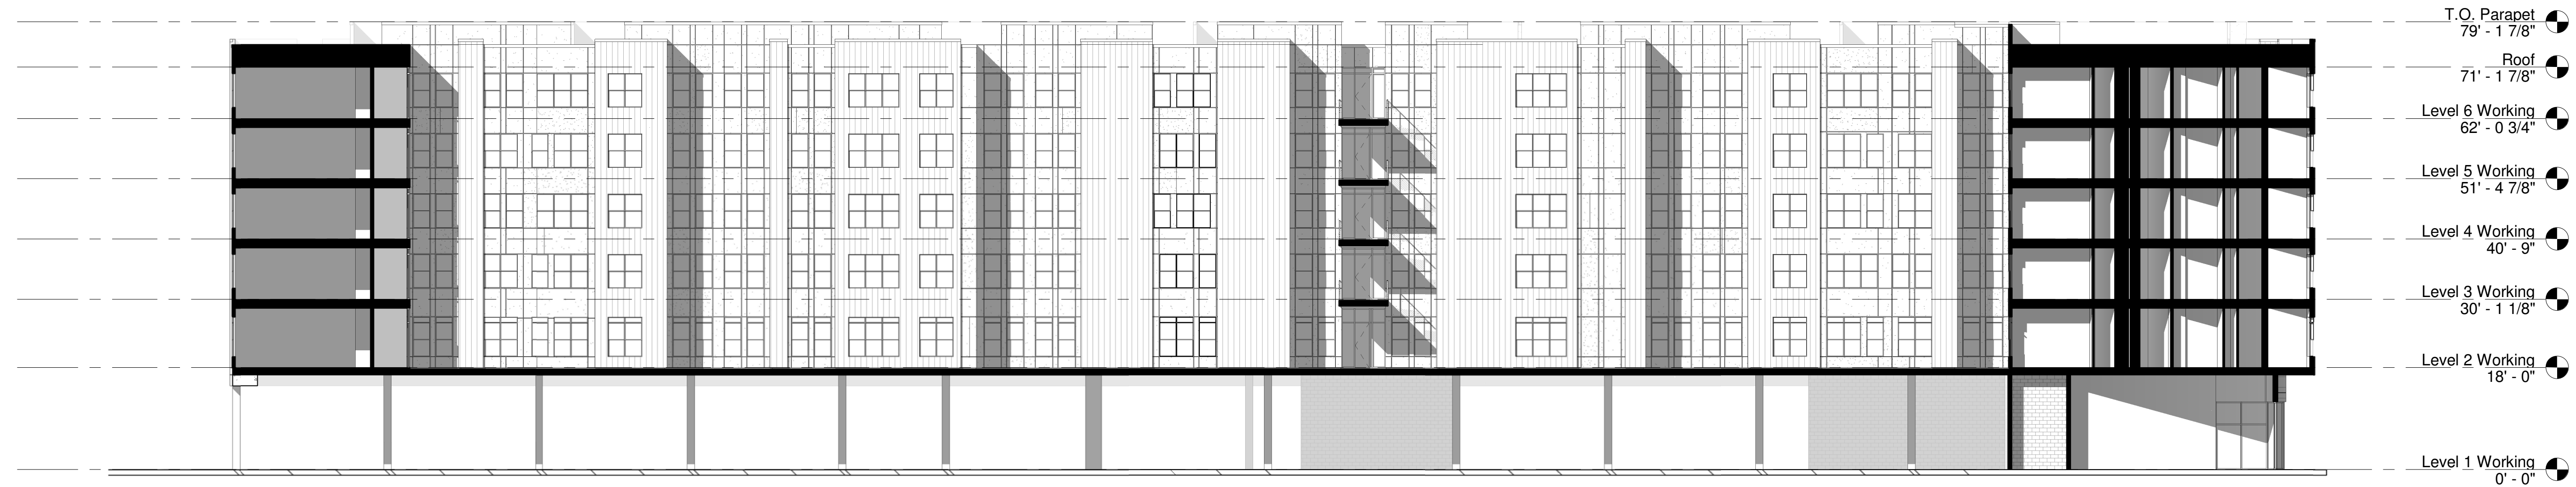 T.O. Parapet
79' - 1 7/8"
Roof
71' - 1 7/8"
Level 6 Working
62' - 0 3/4"
Level 5 Working
51' - 4 7/8"
Level 4 Working
40' - 9"
Level 3 Working
30' - 1 1/8"
Level 2 Working
18' - 0"
Level 1 Working
0' - 0"